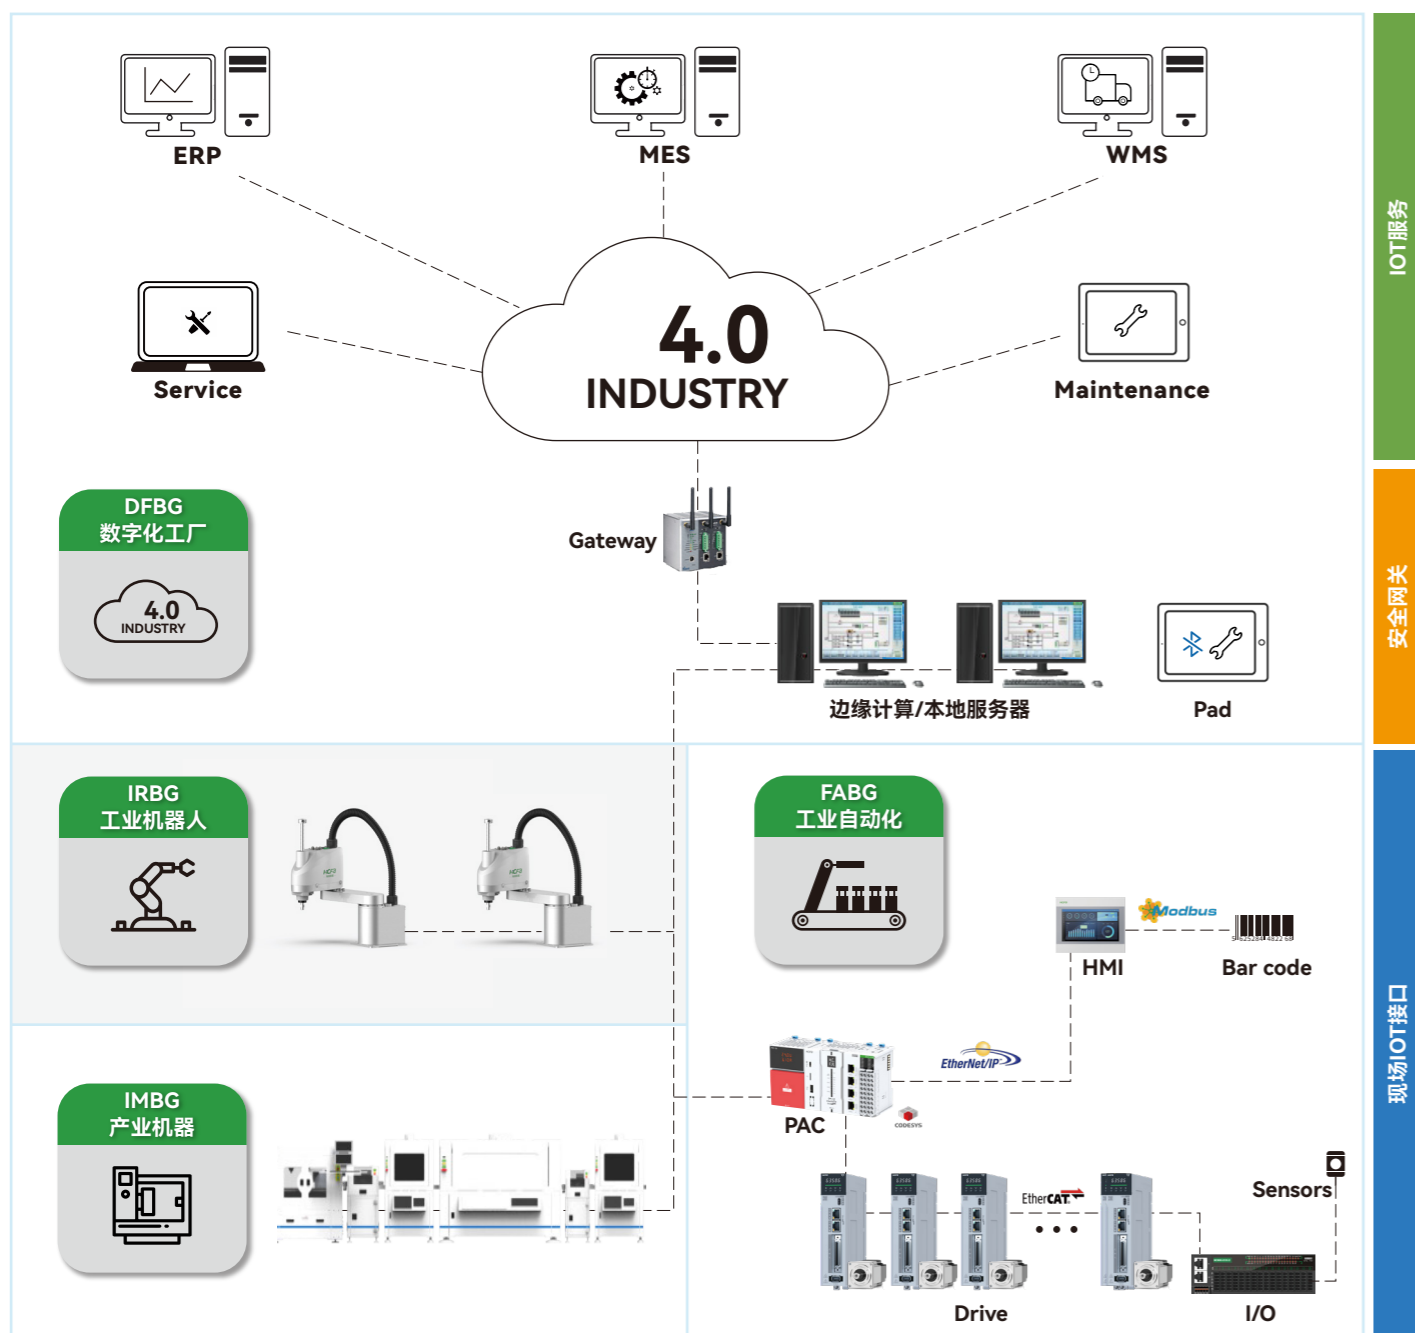 ERP
MES
WMS
IOT服务
4.0
INDUSTRY
Service
Maintenance
DFBG
数字化工厂
4.0
INDUSTRY
Gateway
安全网关
边缘计算/本地服务器
Pad
IRBG
工业机器人
HCFA
HCFA
FABG
工业自动化
Modbus
HMI
Bar code
现场IOT接口
EtherNet/IP
PAC
CODESYS
IMBG
产业机器
EtherCAT
Sensors
Drive
I/O